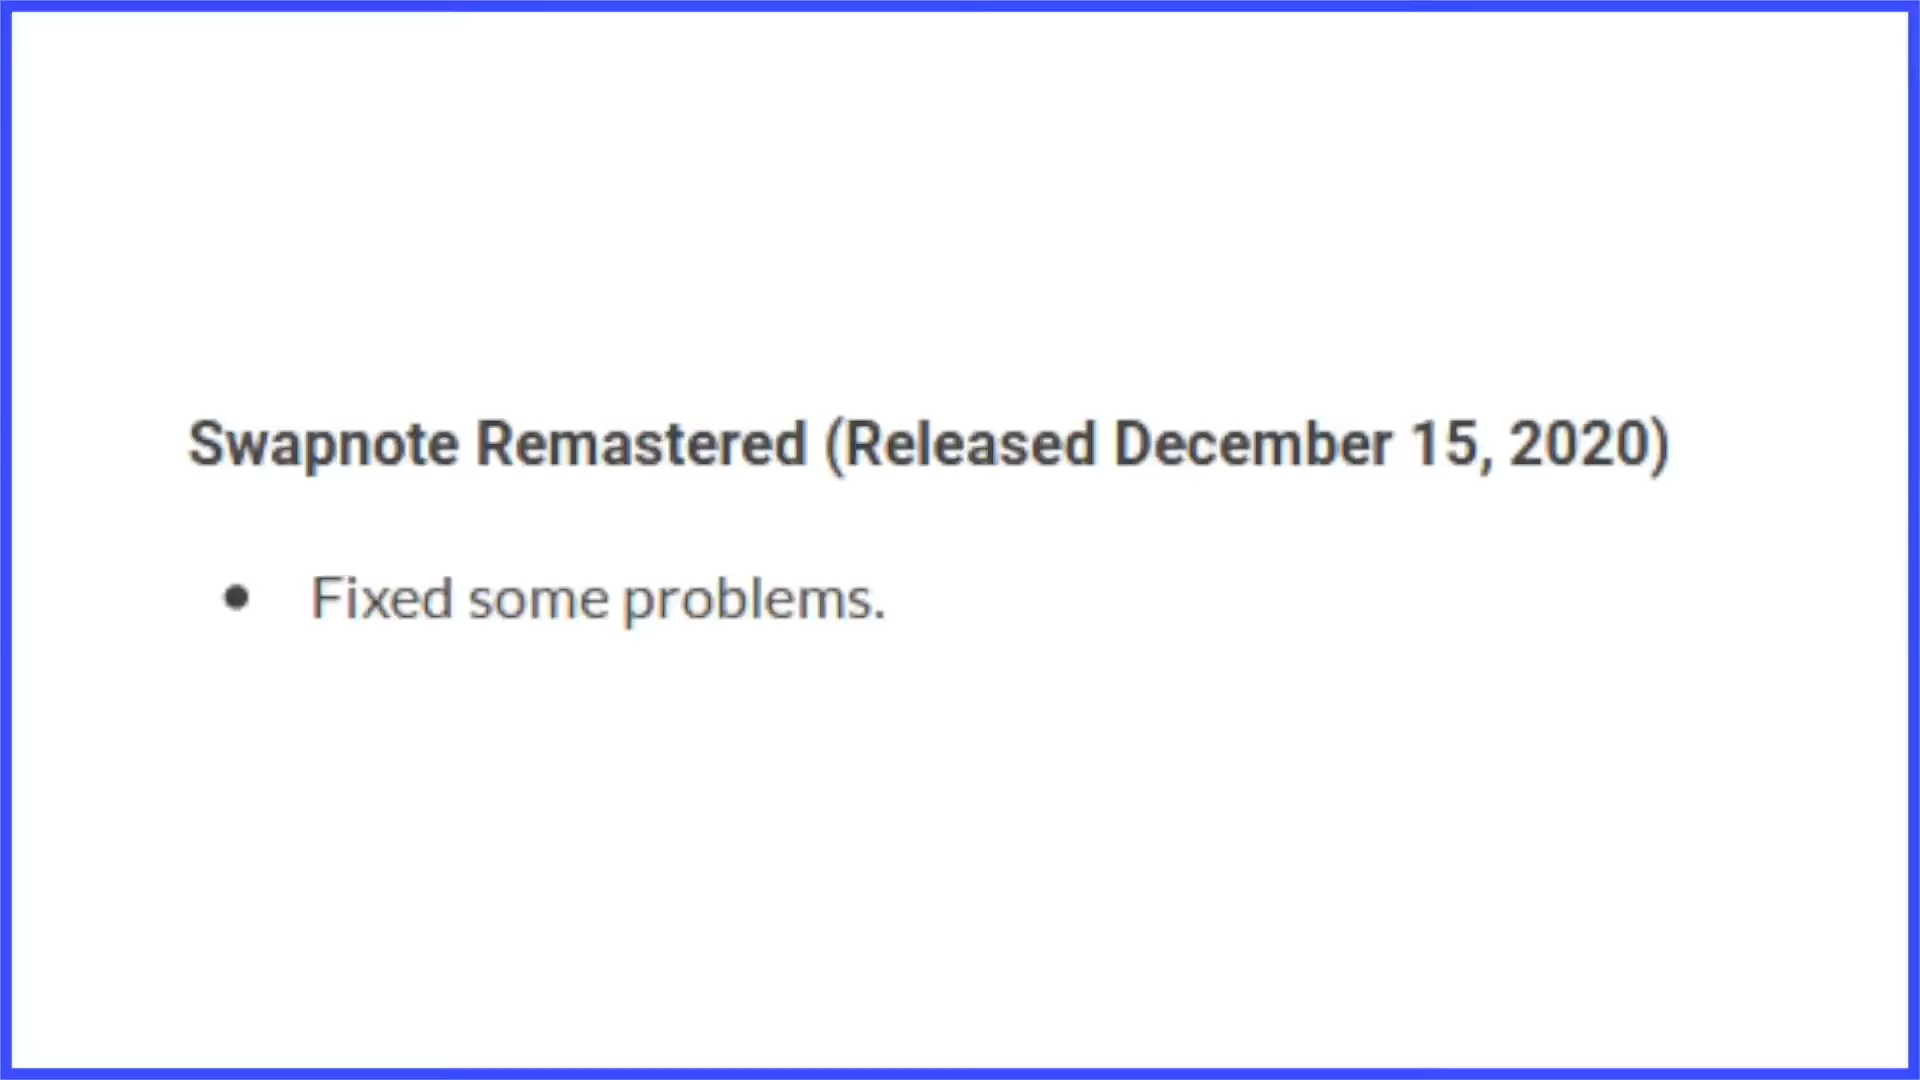 Swapnote Remastered (Released December 15, 2020)
• Fixed some problems.